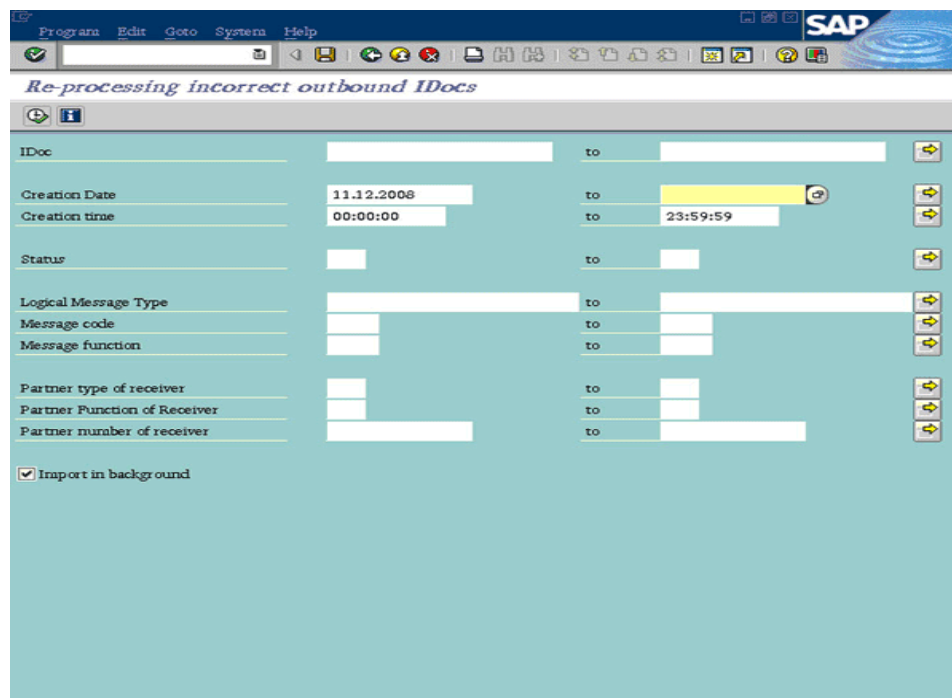 Program Edit Goto System Help
SAP
Re-processing incorrect outbound IDocs
IDoc to
Creation Date 11.12.2008 to
Creation time 00:00:00 to 23:59:59
Status to
Logical Message Type to
Message code to
Message function to
Partner type of receiver to
Partner Function of Receiver to
Partner number of receiver to
Import in background